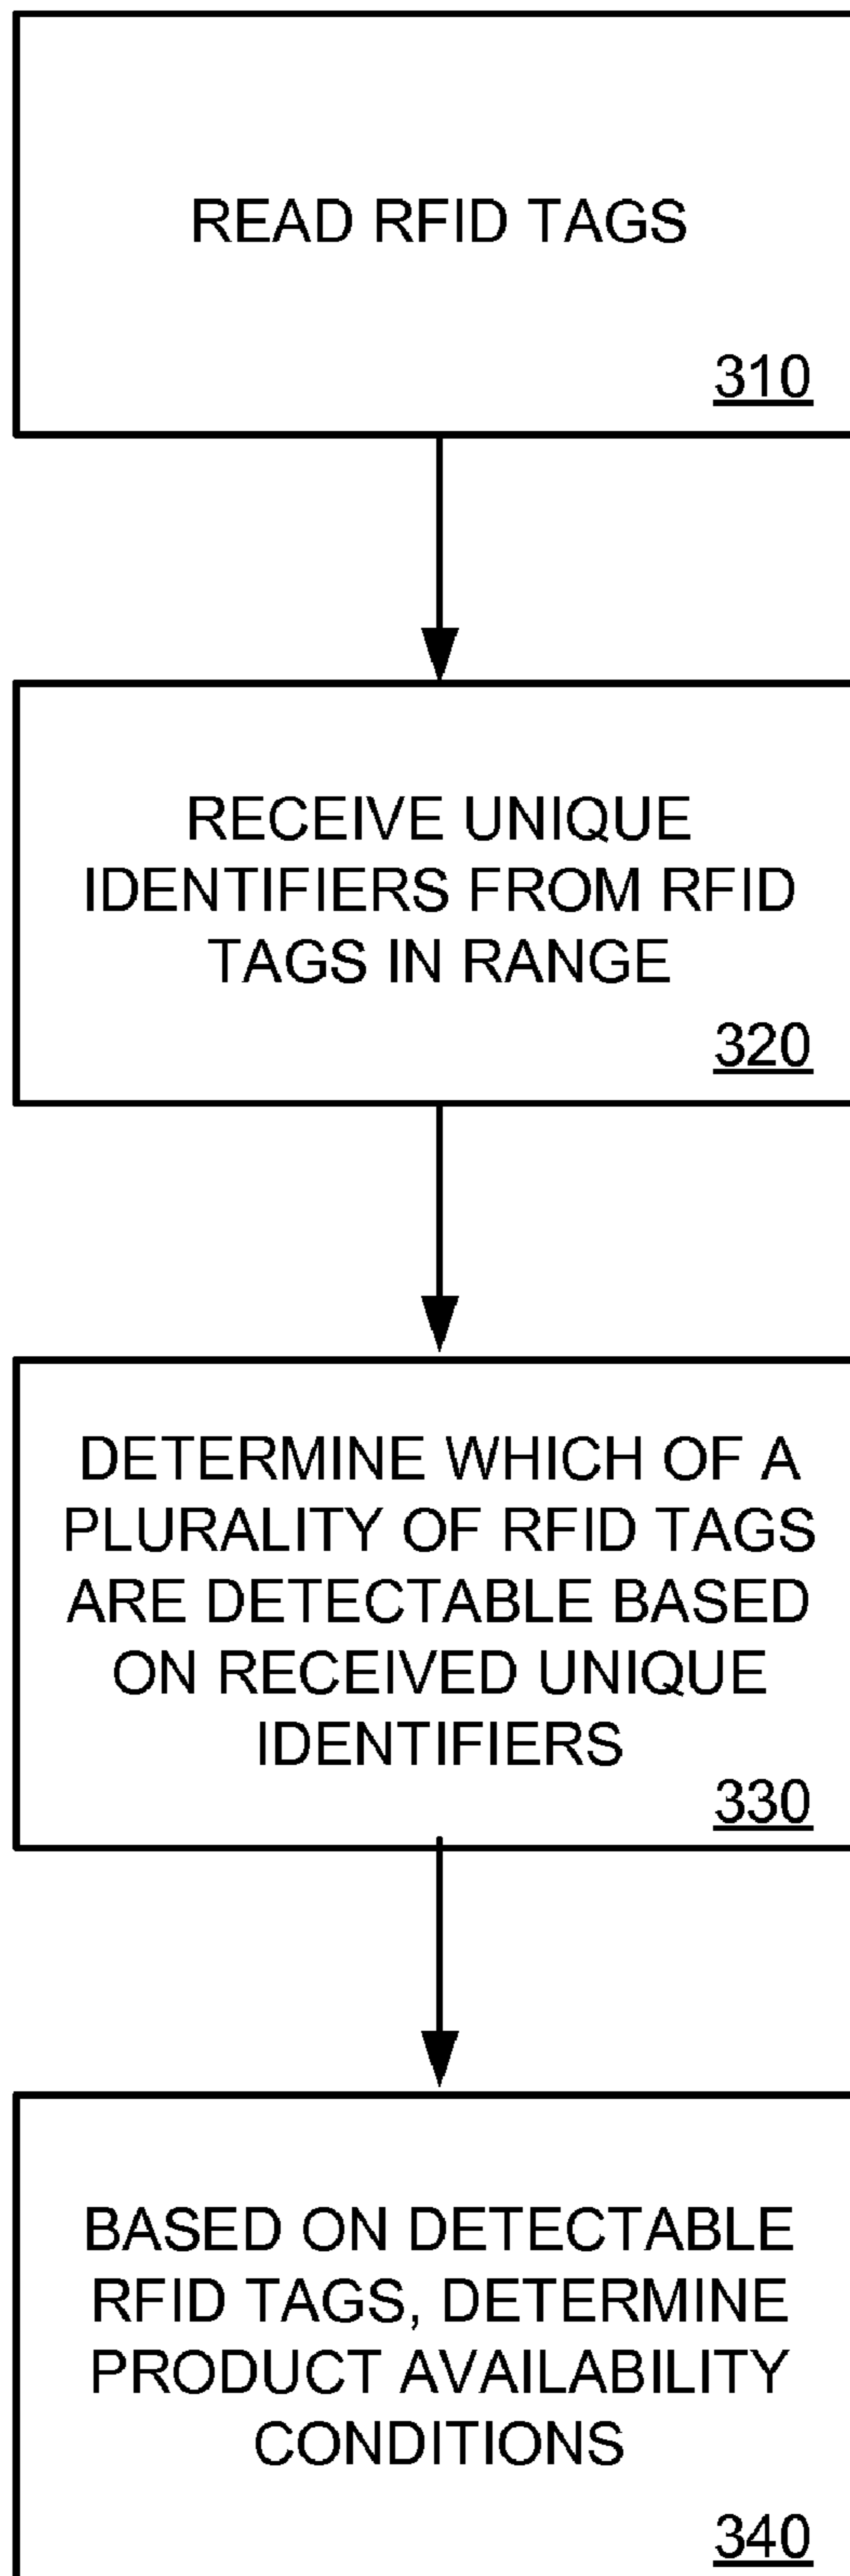 READ RFID TAGS
310
RECEIVE UNIQUE
IDENTIFIERS FROM RFID
TAGS IN RANGE
320
DETERMINE WHICH OF A
PLURALITY OF RFID TAGS
ARE DETECTABLE BASED
ON RECEIVED UNIQUE
IDENTIFIERS
330
BASED ON DETECTABLE
RFID TAGS, DETERMINE
PRODUCT AVAILABILITY
CONDITIONS
340